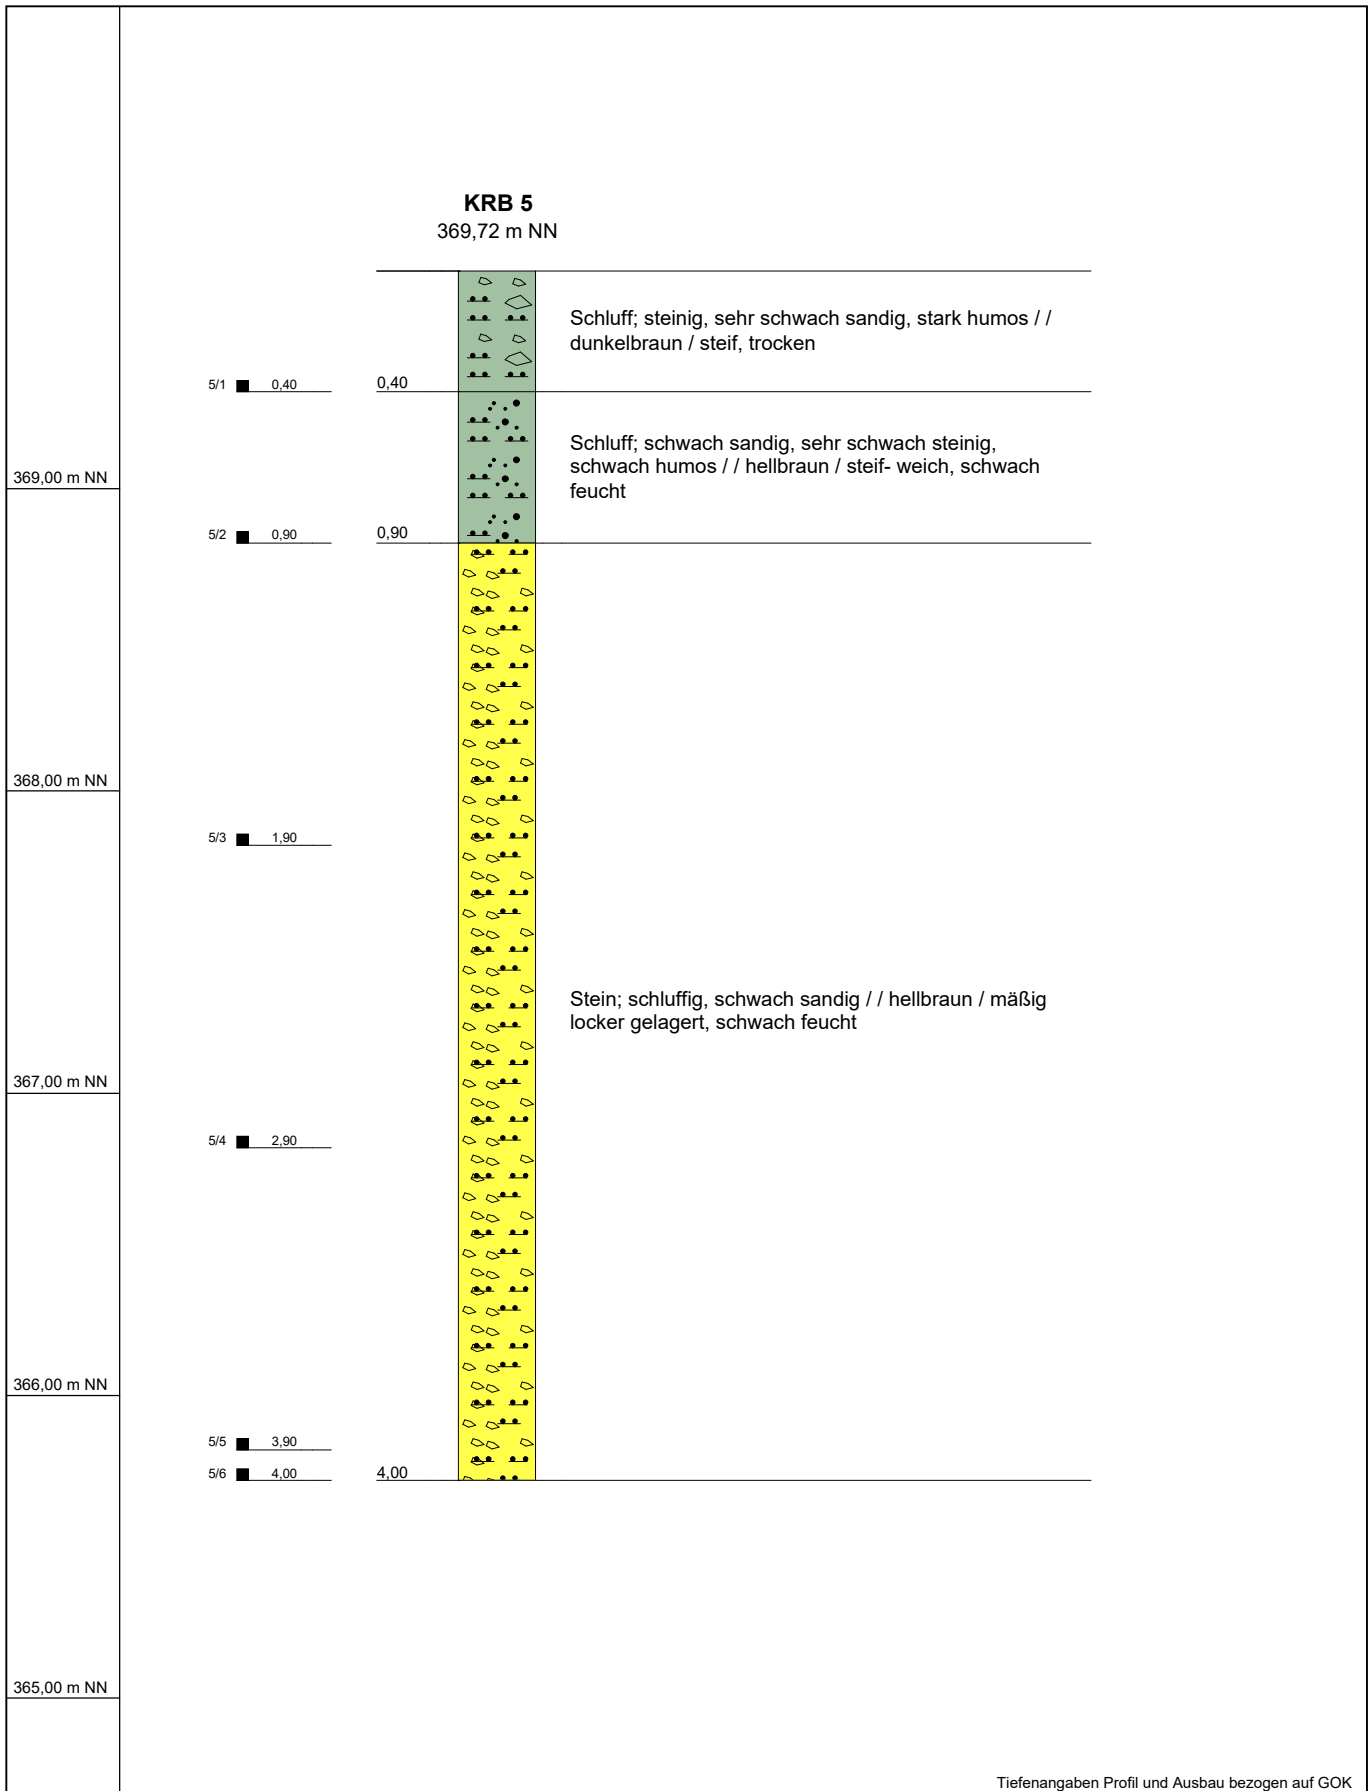 KRB 5
369,72 m NN
Schluff; steinig, sehr schwach sandig, stark humos / /
dunkelbraun / steif, trocken
5/1 0,40 0,40
Schluff; schwach sandig, sehr schwach steinig,
schwach humos / / hellbraun / steif- weich, schwach
feucht
369,00 m NN
5/2 0,90 0,90
368,00 m NN
5/3 1,90
Stein; schluffig, schwach sandig / / hellbraun / mäßig
locker gelagert, schwach feucht
367,00 m NN
5/4 2,90
366,00 m NN
5/5 3,90
5/6 4,00 4,00
365,00 m NN
Tiefenangaben Profil und Ausbau bezogen auf GOK